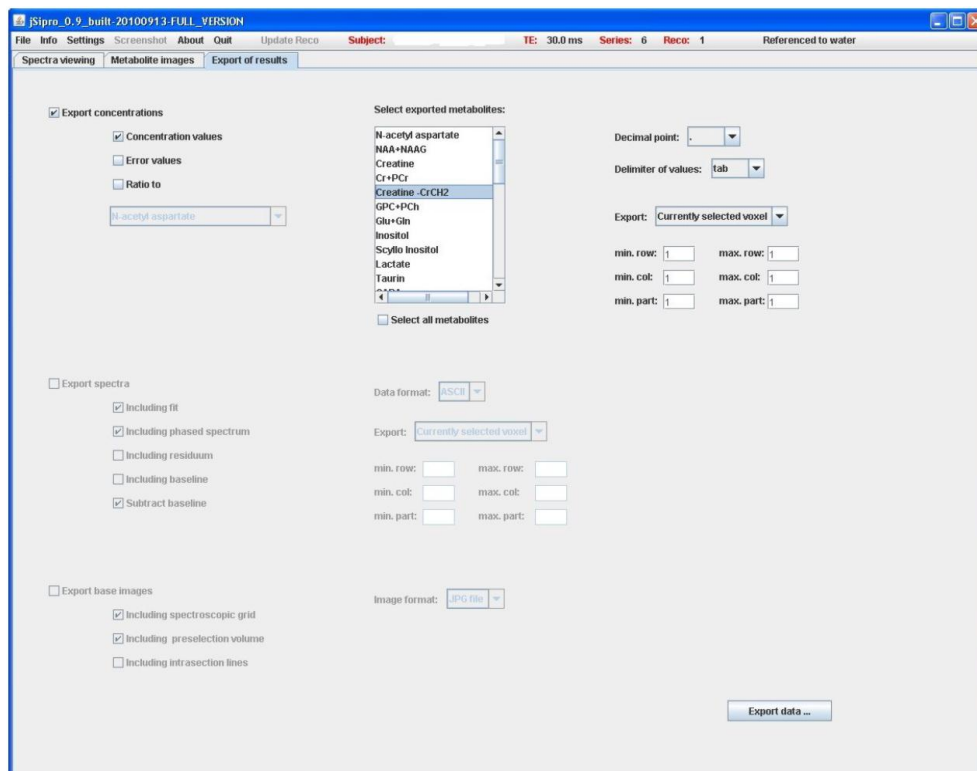 jSipro_0.9_built-20100913-FULL_VERSION
File Info Settings Screenshot About Quit Update Reco Subject: TE: 30.0 ms Series: 6 Reco: 1 Referenced to water
Spectra viewing Metabolite images Export of results
Export concentrations
Concentration values
Error values
Ratio to
N-acetyl aspartate
Select exported metabolites:
N-acetyl aspartate
NAA+NAAG
Creatine
Cr+PCr
Creatine -CrCH2
GPC+PCh
Glu+Gln
Inositol
Scyllo Inositol
Lactate
Taurin
Select all metabolites
Decimal point: .
Delimiter of values: tab
Export: Currently selected voxel
min. row: 1 max. row: 1
min. col: 1 max. col: 1
min. part: 1 max. part: 1
Export spectra
Including fit
Including phased spectrum
Including residuum
Including baseline
Subtract baseline
Data format: ASCII
Export: Currently selected voxel
min. row: max. row:
min. col: max. col:
min. part: max. part:
Export base images
Including spectroscopic grid
Including preselection volume
Including intrasection lines
Image format: JPG file
Export data ...